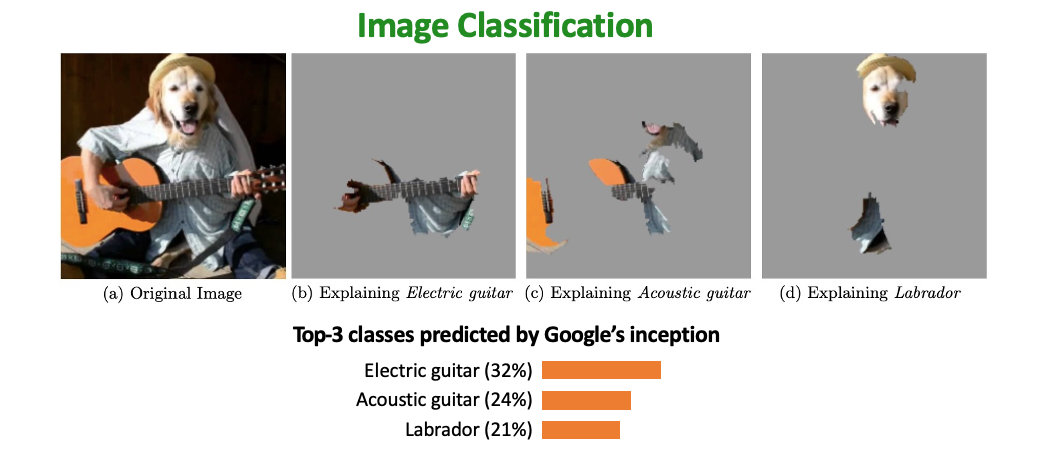 Image Classification
(a) Original Image
(b) Explaining Electric guitar
(c) Explaining Acoustic guitar
(d) Explaining Labrador
Top-3 classes predicted by Google's inception
Electric guitar (32%)
Acoustic guitar (24%)
Labrador (21%)